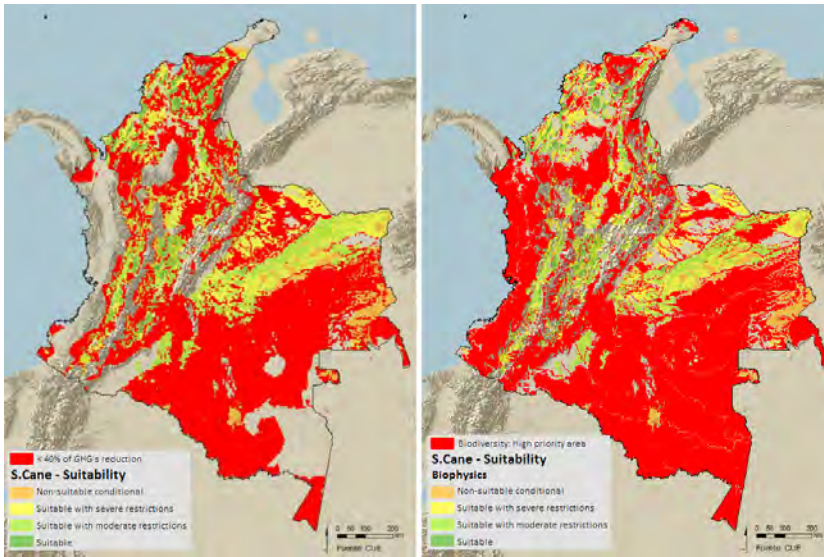 < 40% of GHG's reduction
S.Cane - Suitability
Non-suitable conditional
Suitable with severe restrictions
Suitable with moderate restrictions
Suitable
0 50 100 200
Fuente: CUE
Biodiversity: High priority area
S.Cane - Suitability
Biophysics
Non-suitable conditional
Suitable with severe restrictions
Suitable with moderate restrictions
Suitable
0 50 100 200
Fuente: CUE